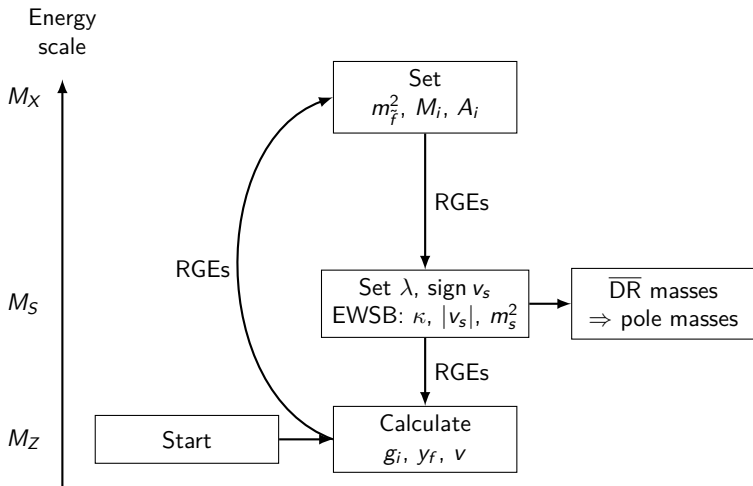 Energy
scale
M_X
Set
m²_f̃, M_i, A_i
RGEs
RGEs
M_S
Set λ, sign v_s
EWSB: κ, |v_s|, m²_s
D̅R̅ masses
⇒ pole masses
RGEs
M_Z
Start
Calculate
g_i, y_f, v